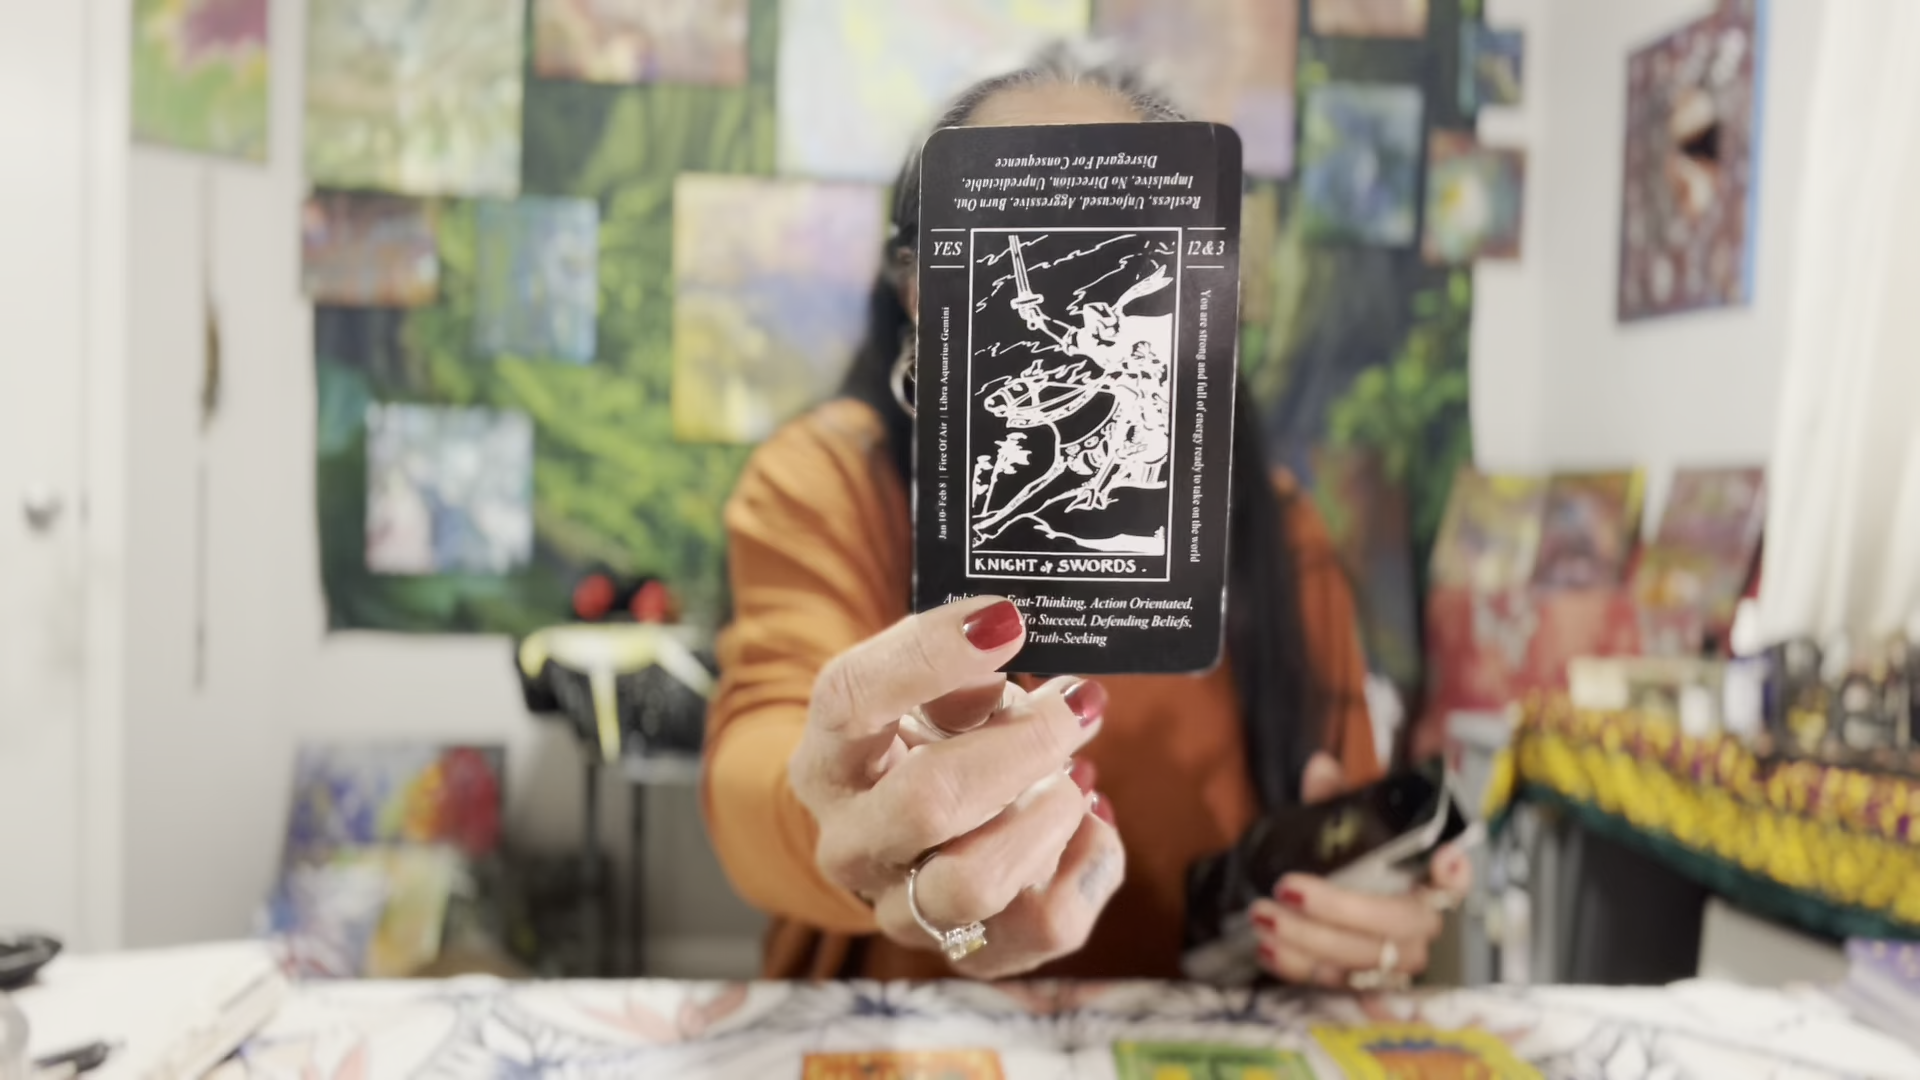 Restless, Unfocused, Aggressive, Burn Out,
Impulsive, No Direction, Unpredictable,
Disregard For Consequence
YES
12 & 3
Jan 10- Feb 8 | Fire Of Air | Libra Aquarius Gemini
You are strong and full of energy ready to take on the world
KNIGHT of SWORDS.
Fast-Thinking, Action Orientated,
To Succeed, Defending Beliefs,
Truth-Seeking